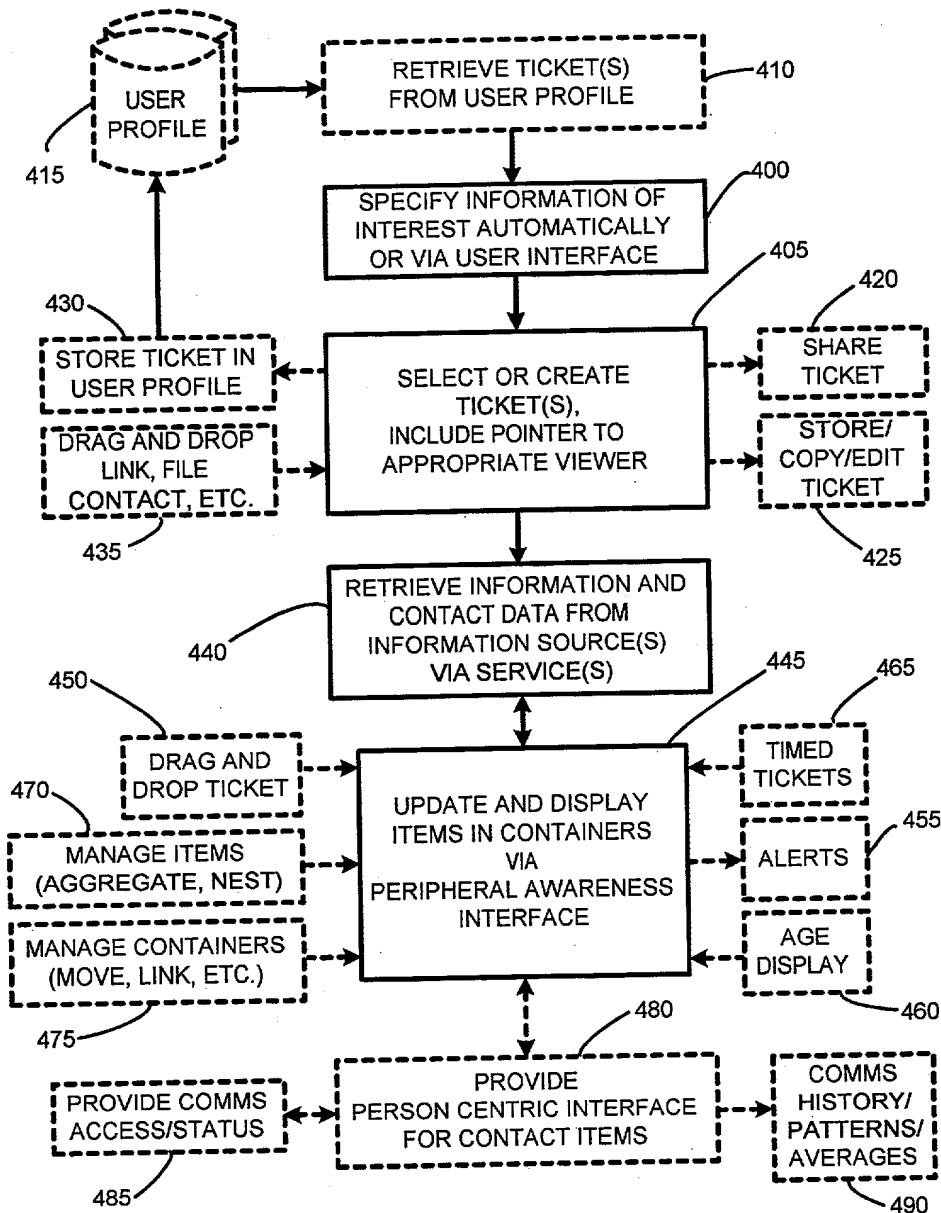 USER
PROFILE
415
RETRIEVE TICKET(S)
FROM USER PROFILE
410
SPECIFY INFORMATION OF
INTEREST AUTOMATICALLY
OR VIA USER INTERFACE
400
405
430
STORE TICKET IN
USER PROFILE
DRAG AND DROP
LINK, FILE
CONTACT, ETC.
435
SELECT OR CREATE
TICKET(S),
INCLUDE POINTER TO
APPROPRIATE VIEWER
420
SHARE
TICKET
STORE/
COPY/EDIT
TICKET
425
440
RETRIEVE INFORMATION AND
CONTACT DATA FROM
INFORMATION SOURCE(S)
VIA SERVICE(S)
445
450
DRAG AND
DROP TICKET
470
MANAGE ITEMS
(AGGREGATE, NEST)
MANAGE CONTAINERS
(MOVE, LINK, ETC.)
475
UPDATE AND DISPLAY
ITEMS IN CONTAINERS
VIA
PERIPHERAL AWARENESS
INTERFACE
465
TIMED
TICKETS
455
ALERTS
AGE
DISPLAY
460
480
PROVIDE COMMS
ACCESS/STATUS
485
PROVIDE
PERSON CENTRIC INTERFACE
FOR CONTACT ITEMS
COMMS
HISTORY/
PATTERNS/
AVERAGES
490